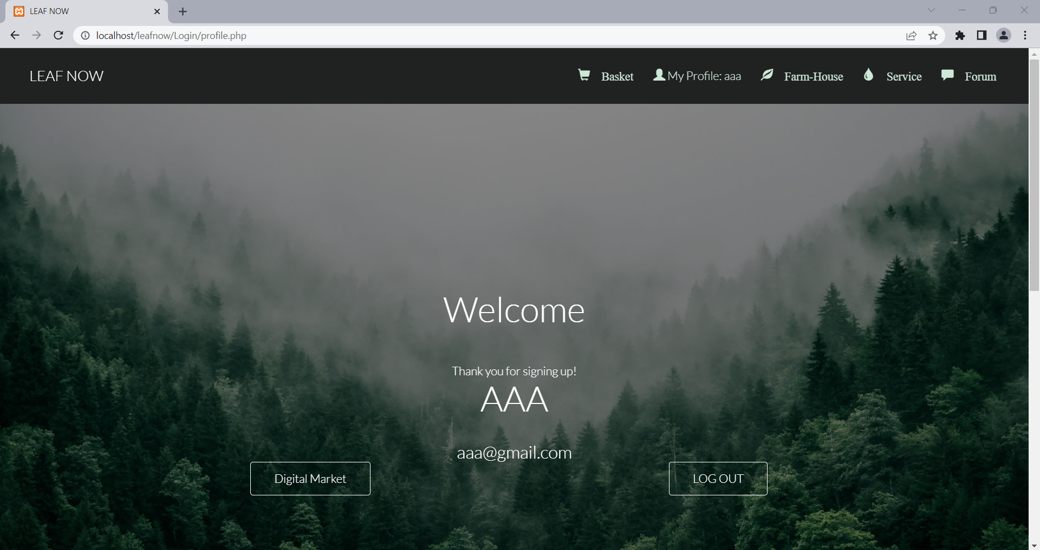 LEAF NOW
localhost/leafnow/Login/profile.php
LEAF NOW Basket My Profile: aaa Farm-House Service Forum
Welcome
Thank you for signing up!
AAA
aaa@gmail.com
Digital Market LOG OUT